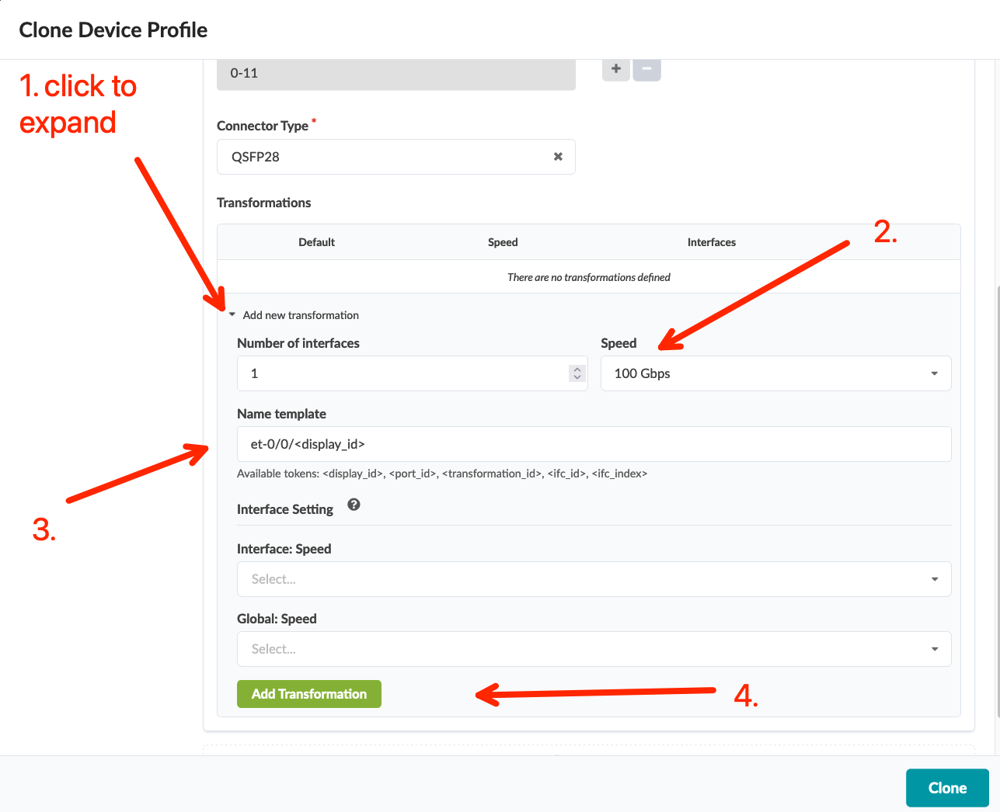 Clone Device Profile
1. click to
expand
0-11
+
−
Connector Type *
QSFP28
Transformations
Default Speed Interfaces
2.
There are no transformations defined
Add new transformation
Number of interfaces Speed
1 100 Gbps
Name template
et-0/0/<display_id>
Available tokens: <display_id>, <port_id>, <transformation_id>, <ifc_id>, <ifc_index>
Interface Setting ?
3.
Interface: Speed
Select...
Global: Speed
Select...
Add Transformation
4.
Clone